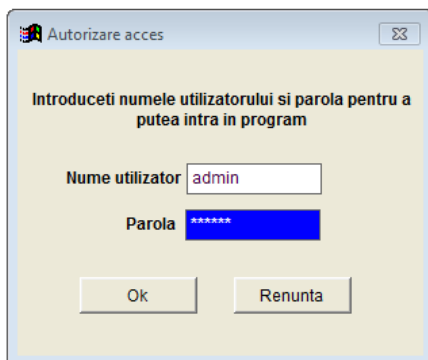 Autorizare acces
Introduceti numele utilizatorului si parola pentru a
putea intra in program
Nume utilizator admin
Parola ******
Ok Renunta